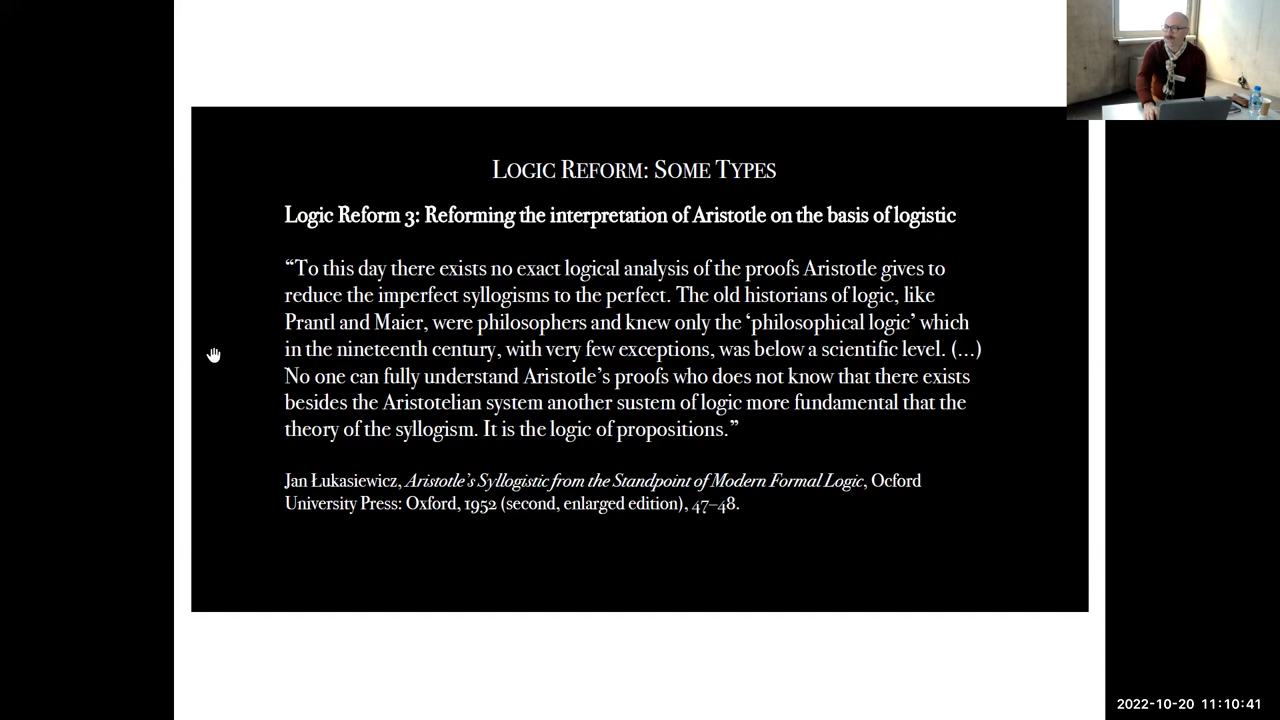 LOGIC REFORM: SOME TYPES
Logic Reform 3: Reforming the interpretation of Aristotle on the basis of logistic
“To this day there exists no exact logical analysis of the proofs Aristotle gives to
reduce the imperfect syllogisms to the perfect. The old historians of logic, like
Prantl and Maier, were philosophers and knew only the ‘philosophical logic’ which
in the nineteenth century, with very few exceptions, was below a scientific level. (…)
No one can fully understand Aristotle’s proofs who does not know that there exists
besides the Aristotelian system another sustem of logic more fundamental that the
theory of the syllogism. It is the logic of propositions.”
Jan Łukasiewicz, Aristotle’s Syllogistic from the Standpoint of Modern Formal Logic, Ocford
University Press: Oxford, 1952 (second, enlarged edition), 47–48.
2022-10-20 11:10:41